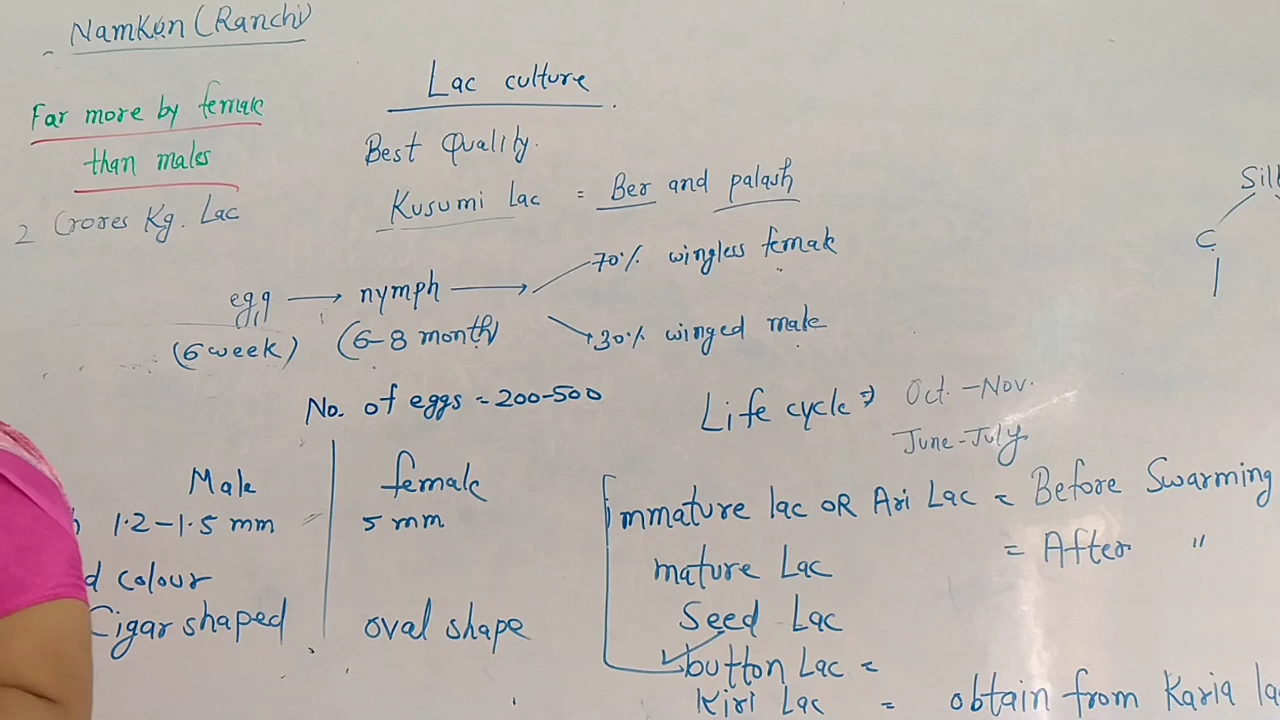 Namkun (Ranchi)
Lac culture
Far more by female
than males
2 Crores Kg. Lac
Best Quality.
Kusumi Lac = Ber and palash
egg → nymph → 70% wingless female
(6 week) (6-8 month) 30% winged male
No. of eggs = 200-500
Life cycle ⇒ Oct. - Nov.
June - July
Male female
1.2-1.5 mm 5 mm
d colour
Cigar shaped oval shape
Immature lac OR Ari Lac = Before Swarming
mature Lac = After "
Seed Lac
button Lac =
Kiri Lac = obtain from Karia la
Sil
C